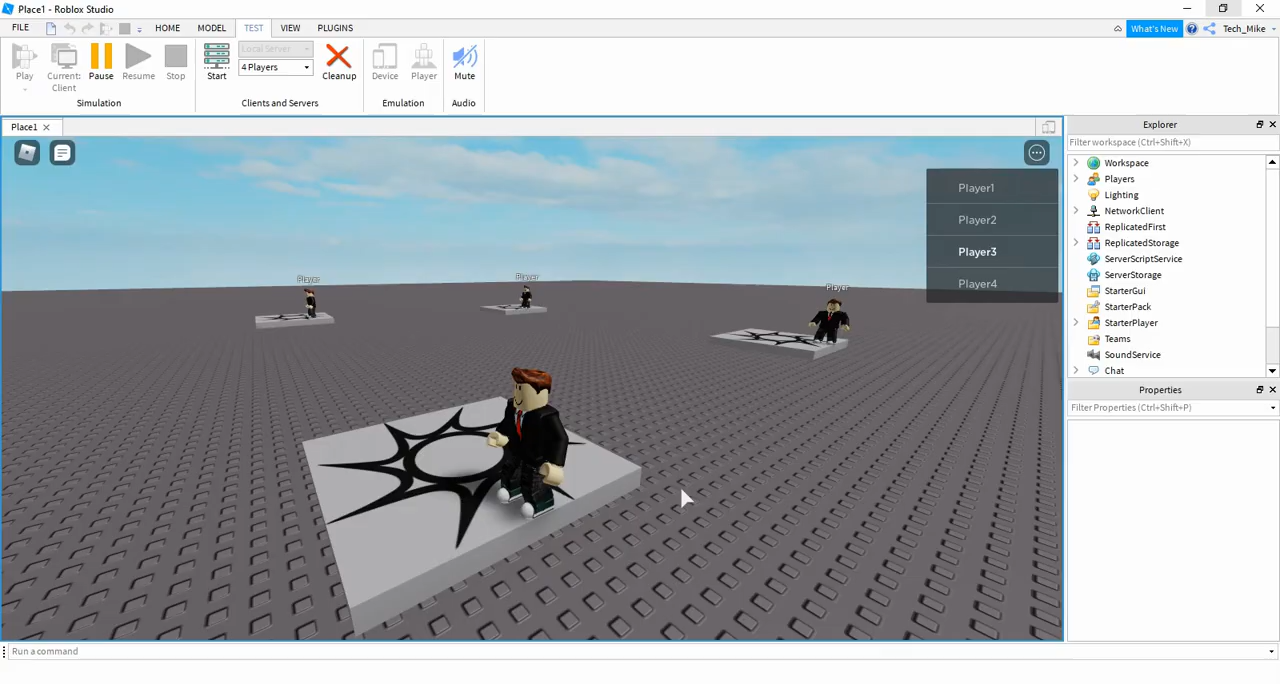 Place1 - Roblox Studio
FILE HOME MODEL TEST VIEW PLUGINS What's New Tech_Mike
Play Current: Client Pause Resume Stop
Simulation
Start Local Server 4 Players Cleanup
Clients and Servers
Device Player
Emulation
Mute
Audio
Place1
Player1
Player2
Player3
Player4
Player
Player
Player
Explorer
Filter workspace (Ctrl+Shift+X)
Workspace
Players
Lighting
NetworkClient
ReplicatedFirst
ReplicatedStorage
ServerScriptService
ServerStorage
StarterGui
StarterPack
StarterPlayer
Teams
SoundService
Chat
Properties
Filter Properties (Ctrl+Shift+P)
Run a command